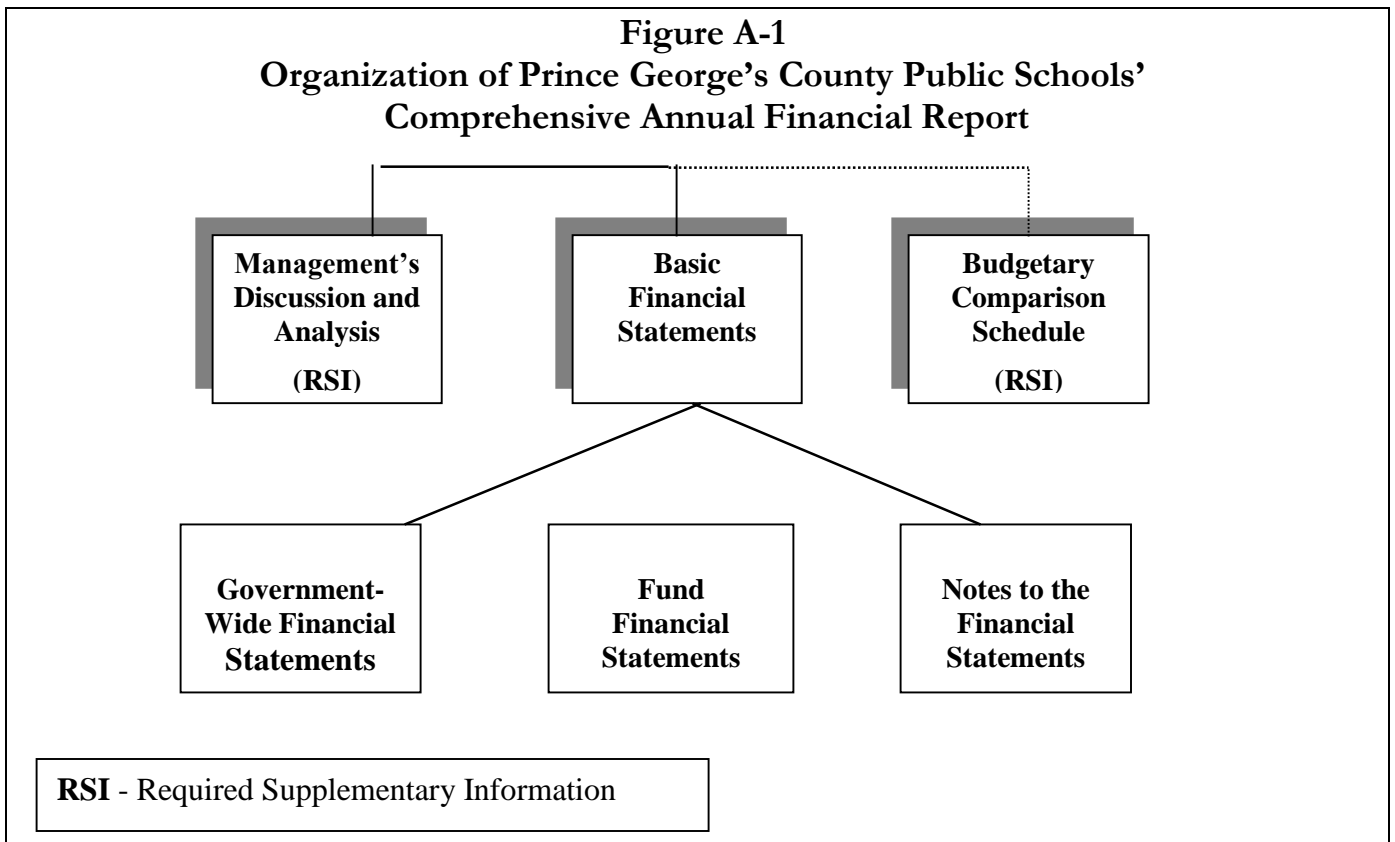 Figure A-1
Organization of Prince George’s County Public Schools’
Comprehensive Annual Financial Report
Management’s
Discussion and
Analysis
(RSI)
Basic
Financial
Statements
Budgetary
Comparison
Schedule
(RSI)
Government-
Wide Financial
Statements
Fund
Financial
Statements
Notes to the
Financial
Statements
RSI - Required Supplementary Information